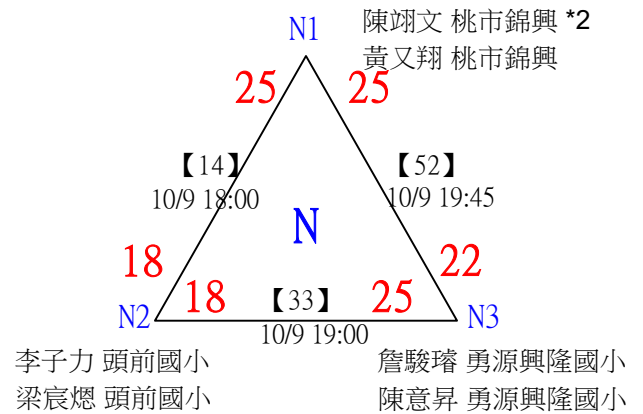 N1
陳翊文 桃市錦興 *2
黃又翔 桃市錦興
25 25
【14】
10/9 18:00
【52】
10/9 19:45
N
18 22
18 25
【33】
10/9 19:00
N2 N3
李子力 頭前國小
梁宸熜 頭前國小
詹駿璿 勇源興隆國小
陳意昇 勇源興隆國小